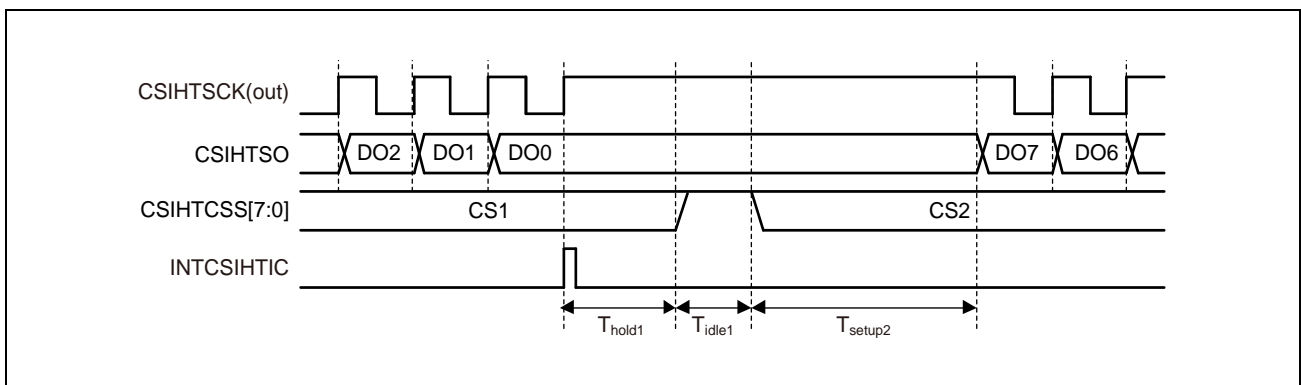 CSIHTSCK(out)
CSIHTSO DO2 DO1 DO0 DO7 DO6
CSIHTCSS[7:0] CS1 CS2
INTCSIHTIC
Thold1 Tidle1 Tsetup2